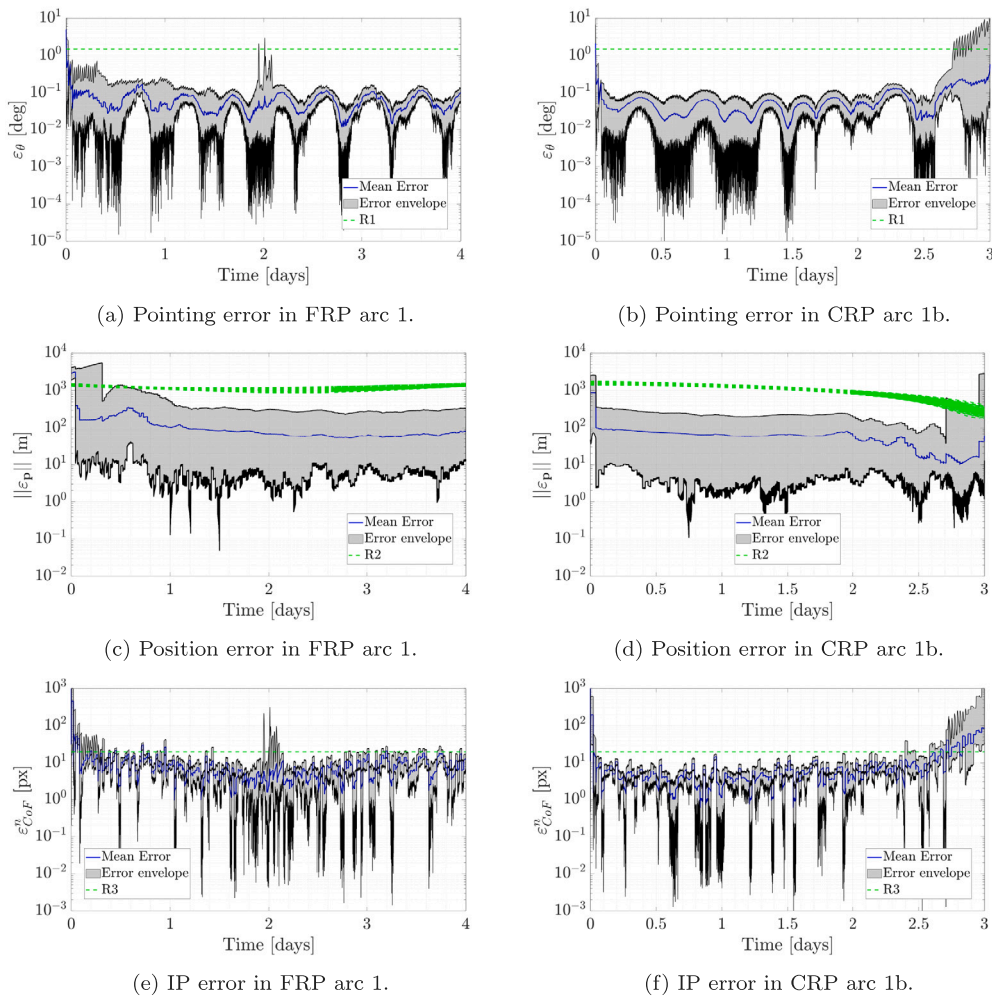 10^1
10^0
10^-1
10^-2
10^-3
10^-4
10^-5
ε_θ [deg]
Mean Error
Error envelope
R1
0 1 2 3 4
Time [days]
(a) Pointing error in FRP arc 1.
10^1
10^0
10^-1
10^-2
10^-3
10^-4
10^-5
ε_θ [deg]
Mean Error
Error envelope
R1
0 0.5 1 1.5 2 2.5 3
Time [days]
(b) Pointing error in CRP arc 1b.
10^4
10^3
10^2
10^1
10^0
10^-1
10^-2
||ε_p|| [m]
Mean Error
Error envelope
R2
0 1 2 3 4
Time [days]
(c) Position error in FRP arc 1.
10^4
10^3
10^2
10^1
10^0
10^-1
10^-2
||ε_p|| [m]
Mean Error
Error envelope
R2
0 0.5 1 1.5 2 2.5 3
Time [days]
(d) Position error in CRP arc 1b.
10^3
10^2
10^1
10^0
10^-1
10^-2
10^-3
ε^n_CoF [px]
Mean Error
Error envelope
R3
0 1 2 3 4
Time [days]
(e) IP error in FRP arc 1.
10^3
10^2
10^1
10^0
10^-1
10^-2
10^-3
ε^n_CoF [px]
Mean Error
Error envelope
R3
0 0.5 1 1.5 2 2.5 3
Time [days]
(f) IP error in CRP arc 1b.